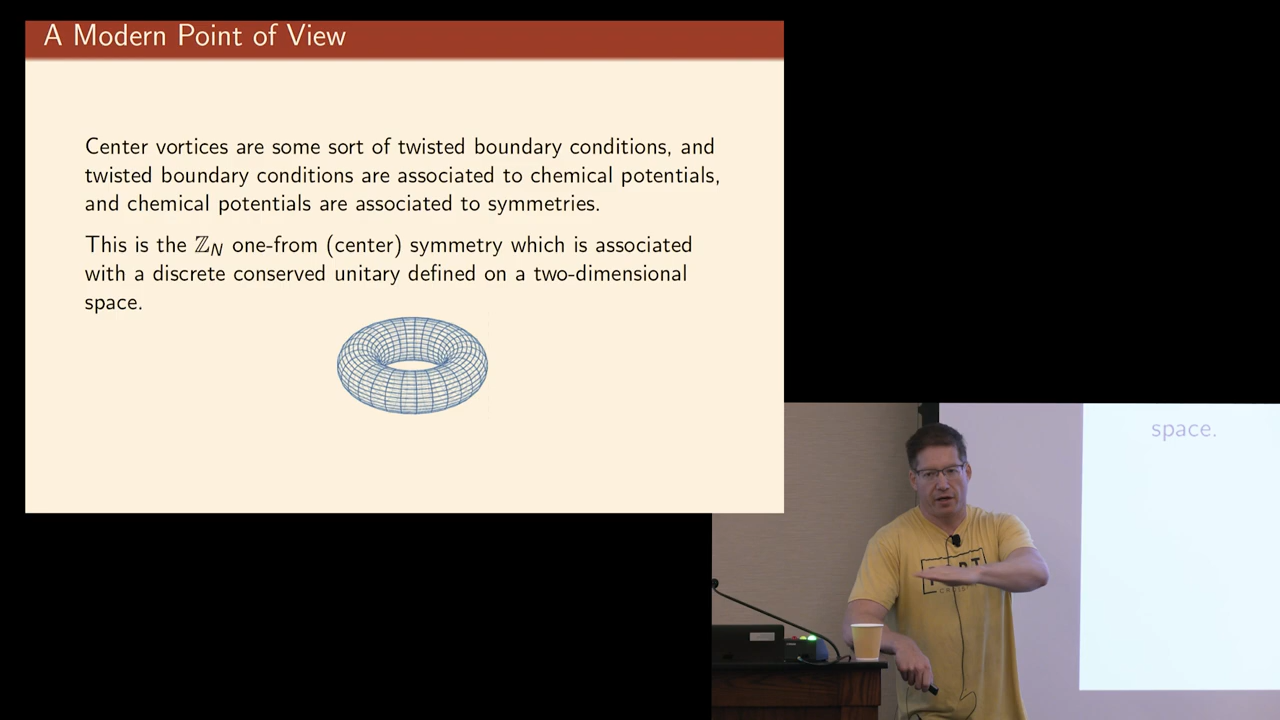 A Modern Point of View
Center vortices are some sort of twisted boundary conditions, and
twisted boundary conditions are associated to chemical potentials,
and chemical potentials are associated to symmetries.
This is the ℤ_N one-from (center) symmetry which is associated
with a discrete conserved unitary defined on a two-dimensional
space.
space.